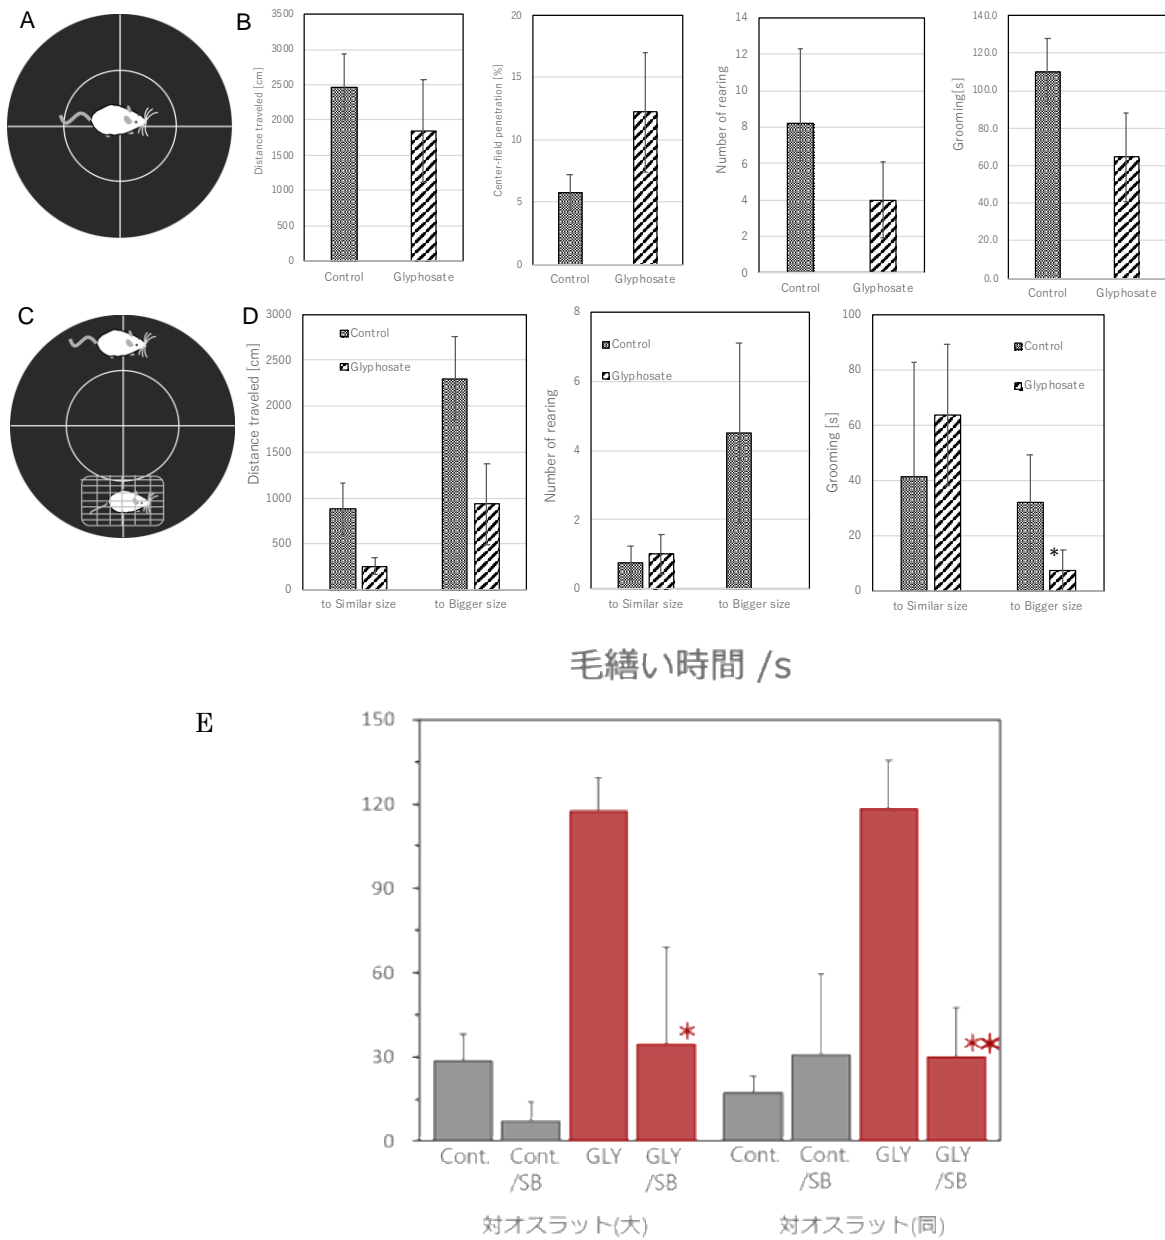 A
B
3500
3000
2500
2000
1500
1000
500
0
Distance traveled [cm]
Control
Glyphosate
20
15
10
5
0
Center-field penetration [%]
Control
Glyphosate
14
12
10
8
6
4
2
0
Number of rearing
Control
Glyphosate
140.0
120.0
100.0
80.0
60.0
40.0
20.0
0.0
Grooming[s]
Control
Glyphosate
C
D
3000
2500
2000
1500
1000
500
0
Distance traveled [cm]
Control
Glyphosate
to Similar size
to Bigger size
8
6
4
2
0
Number of rearing
Control
Glyphosate
to Similar size
to Bigger size
100
80
60
40
20
0
Grooming [s]
Control
Glyphosate
*
to Similar size
to Bigger size
毛繕い時間 /s
E
150
120
90
60
30
0
*
**
Cont.
Cont.
/SB
GLY
GLY
/SB
Cont.
Cont.
/SB
GLY
GLY
/SB
対オスラット(大)
対オスラット(同)